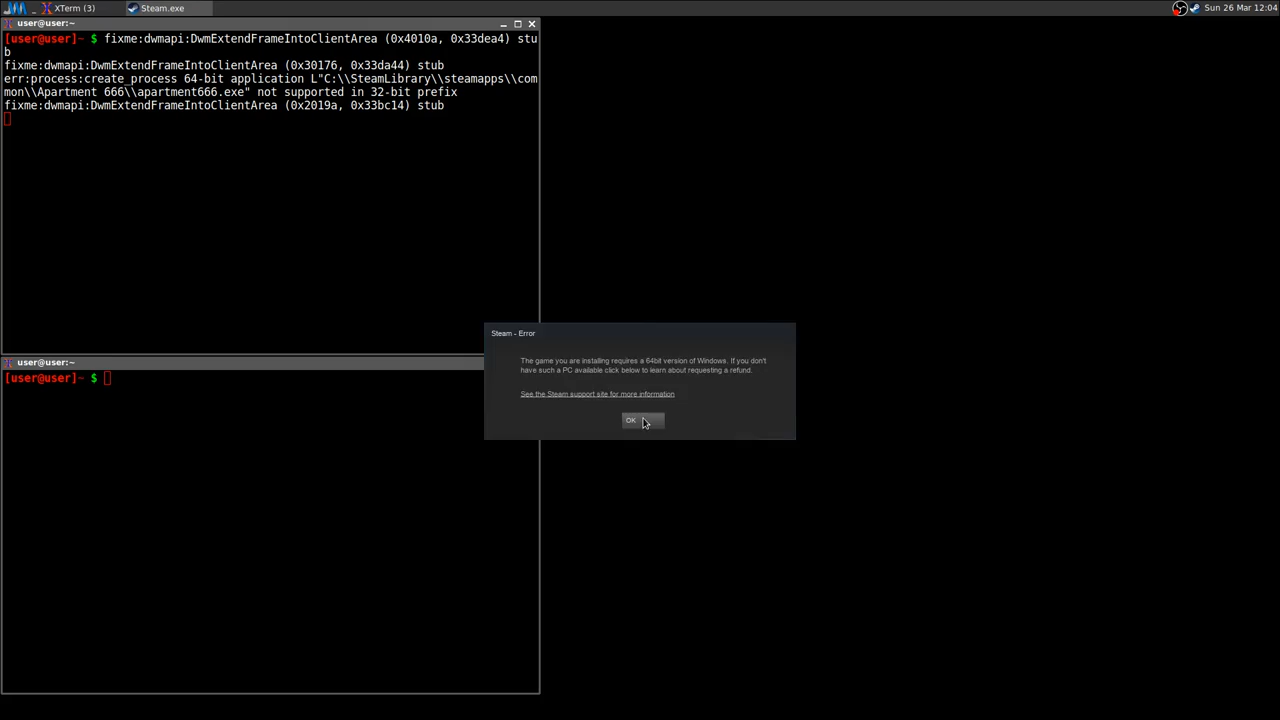 XTerm (3)
Steam.exe
Sun 26 Mar 12:04
user@user:~
[user@user]~ $ fixme:dwmapi:DwmExtendFrameIntoClientArea (0x4010a, 0x33dea4) stu
b
fixme:dwmapi:DwmExtendFrameIntoClientArea (0x30176, 0x33da44) stub
err:process:create_process 64-bit application L"C:\\SteamLibrary\\steamapps\\com
mon\\Apartment 666\\apartment666.exe" not supported in 32-bit prefix
fixme:dwmapi:DwmExtendFrameIntoClientArea (0x2019a, 0x33bc14) stub
Steam - Error
The game you are installing requires a 64bit version of Windows. If you don't
have such a PC available click below to learn about requesting a refund.
See the Steam support site for more information
OK
user@user:~
[user@user]~ $